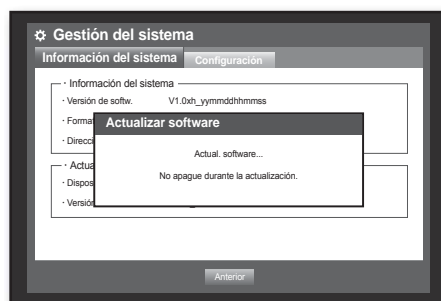 Gestión del sistema
Información del sistema
Configuración
· Información del sistema
· Versión de softw. V1.0xh_yymmddhhmmss
· Format
· Direcci
Actualizar software
Actual. software...
No apague durante la actualización.
· Actua
· Dispos
· Versión
Anterior